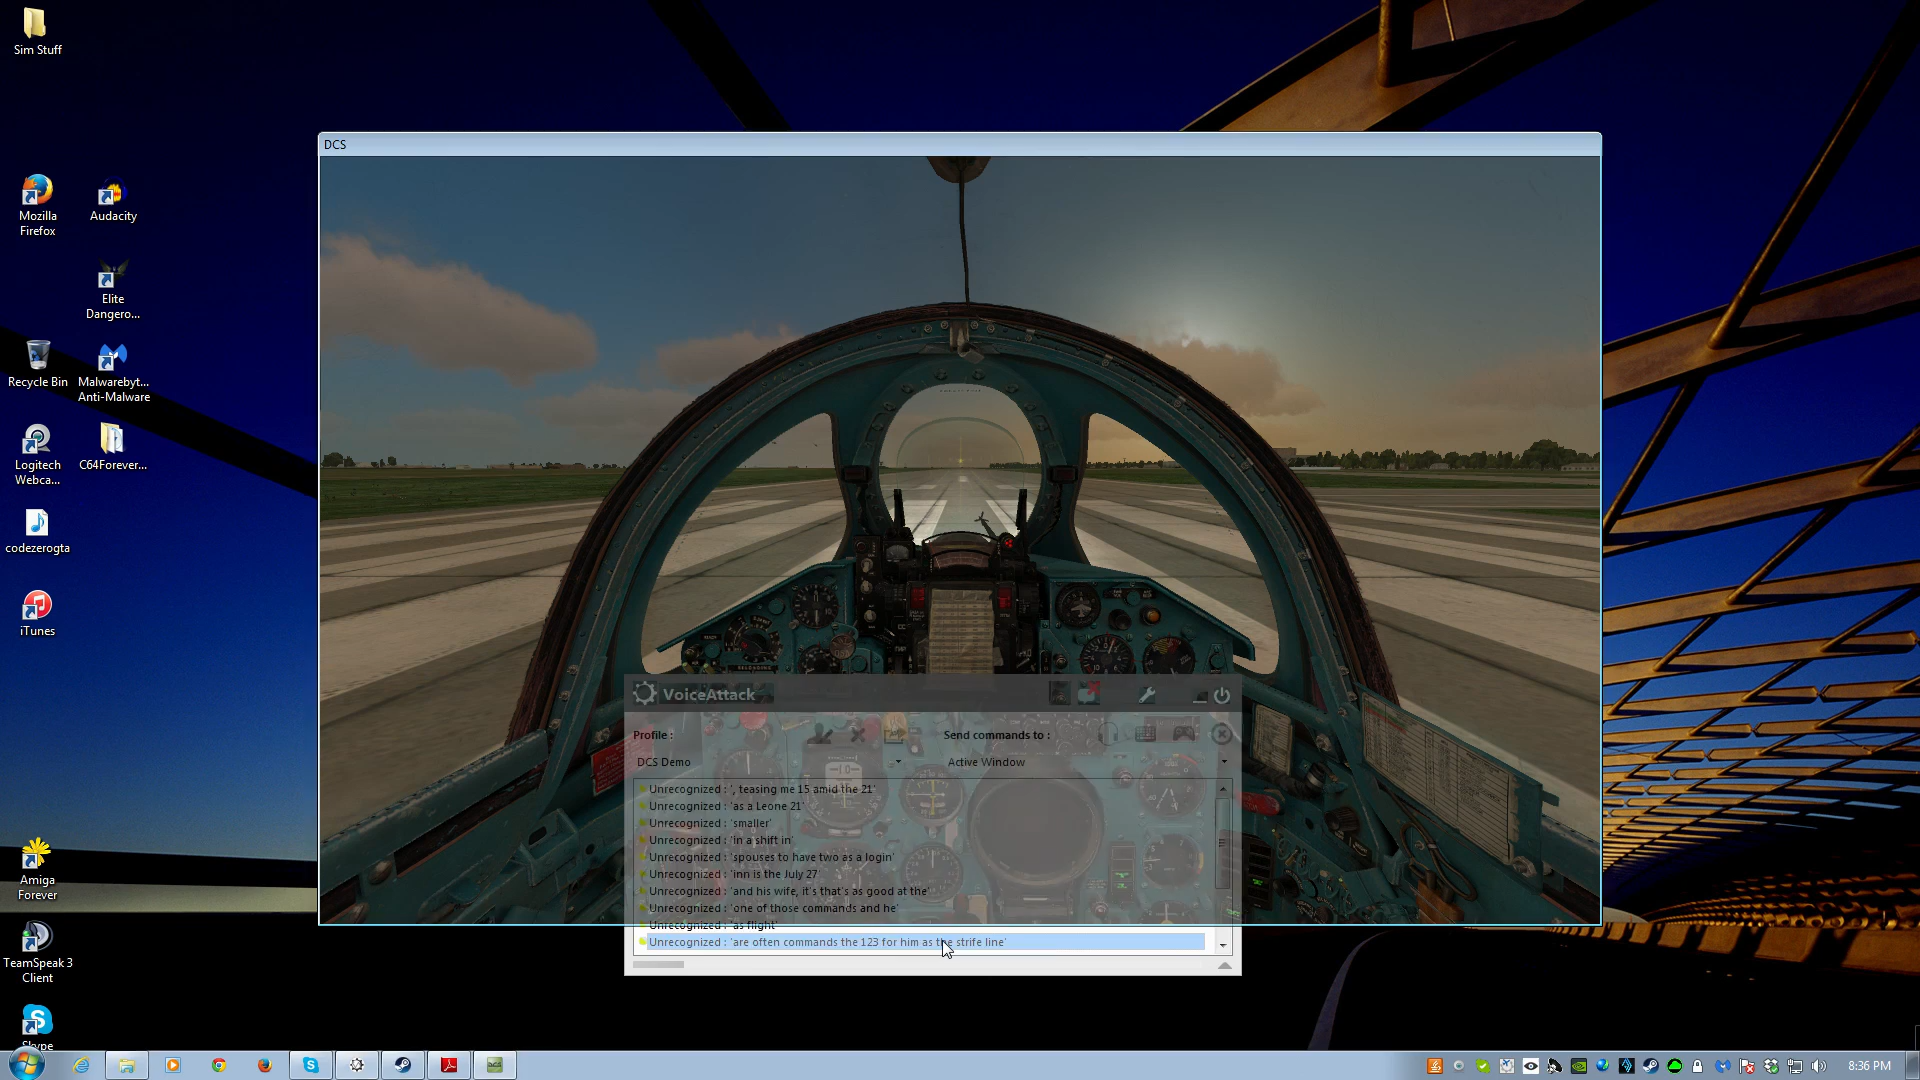 Sim Stuff
DCS
Mozilla
Firefox
Audacity
Elite
Dangero...
Recycle Bin
Malwarebyt...
Anti-Malware
Logitech
Webca...
C64Forever...
codezerogta
iTunes
VoiceAttack
Profile :
Send commands to :
DCS Demo
Active Window
Unrecognized : ', teasing me 15 amid the 21'
Unrecognized : 'as a Leone 21'
Unrecognized : 'smaller'
Unrecognized : 'in a shift in'
Unrecognized : 'spouses to have two as a login'
Unrecognized : 'inn is the July 27'
Unrecognized : 'and his wife, it's that's as good at the'
Unrecognized : 'one of those commands and he'
Unrecognized : 'as flight'
Unrecognized : 'are often commands the 123 for him as the strife line'
Amiga
Forever
TeamSpeak 3
Client
Skype
8:36 PM